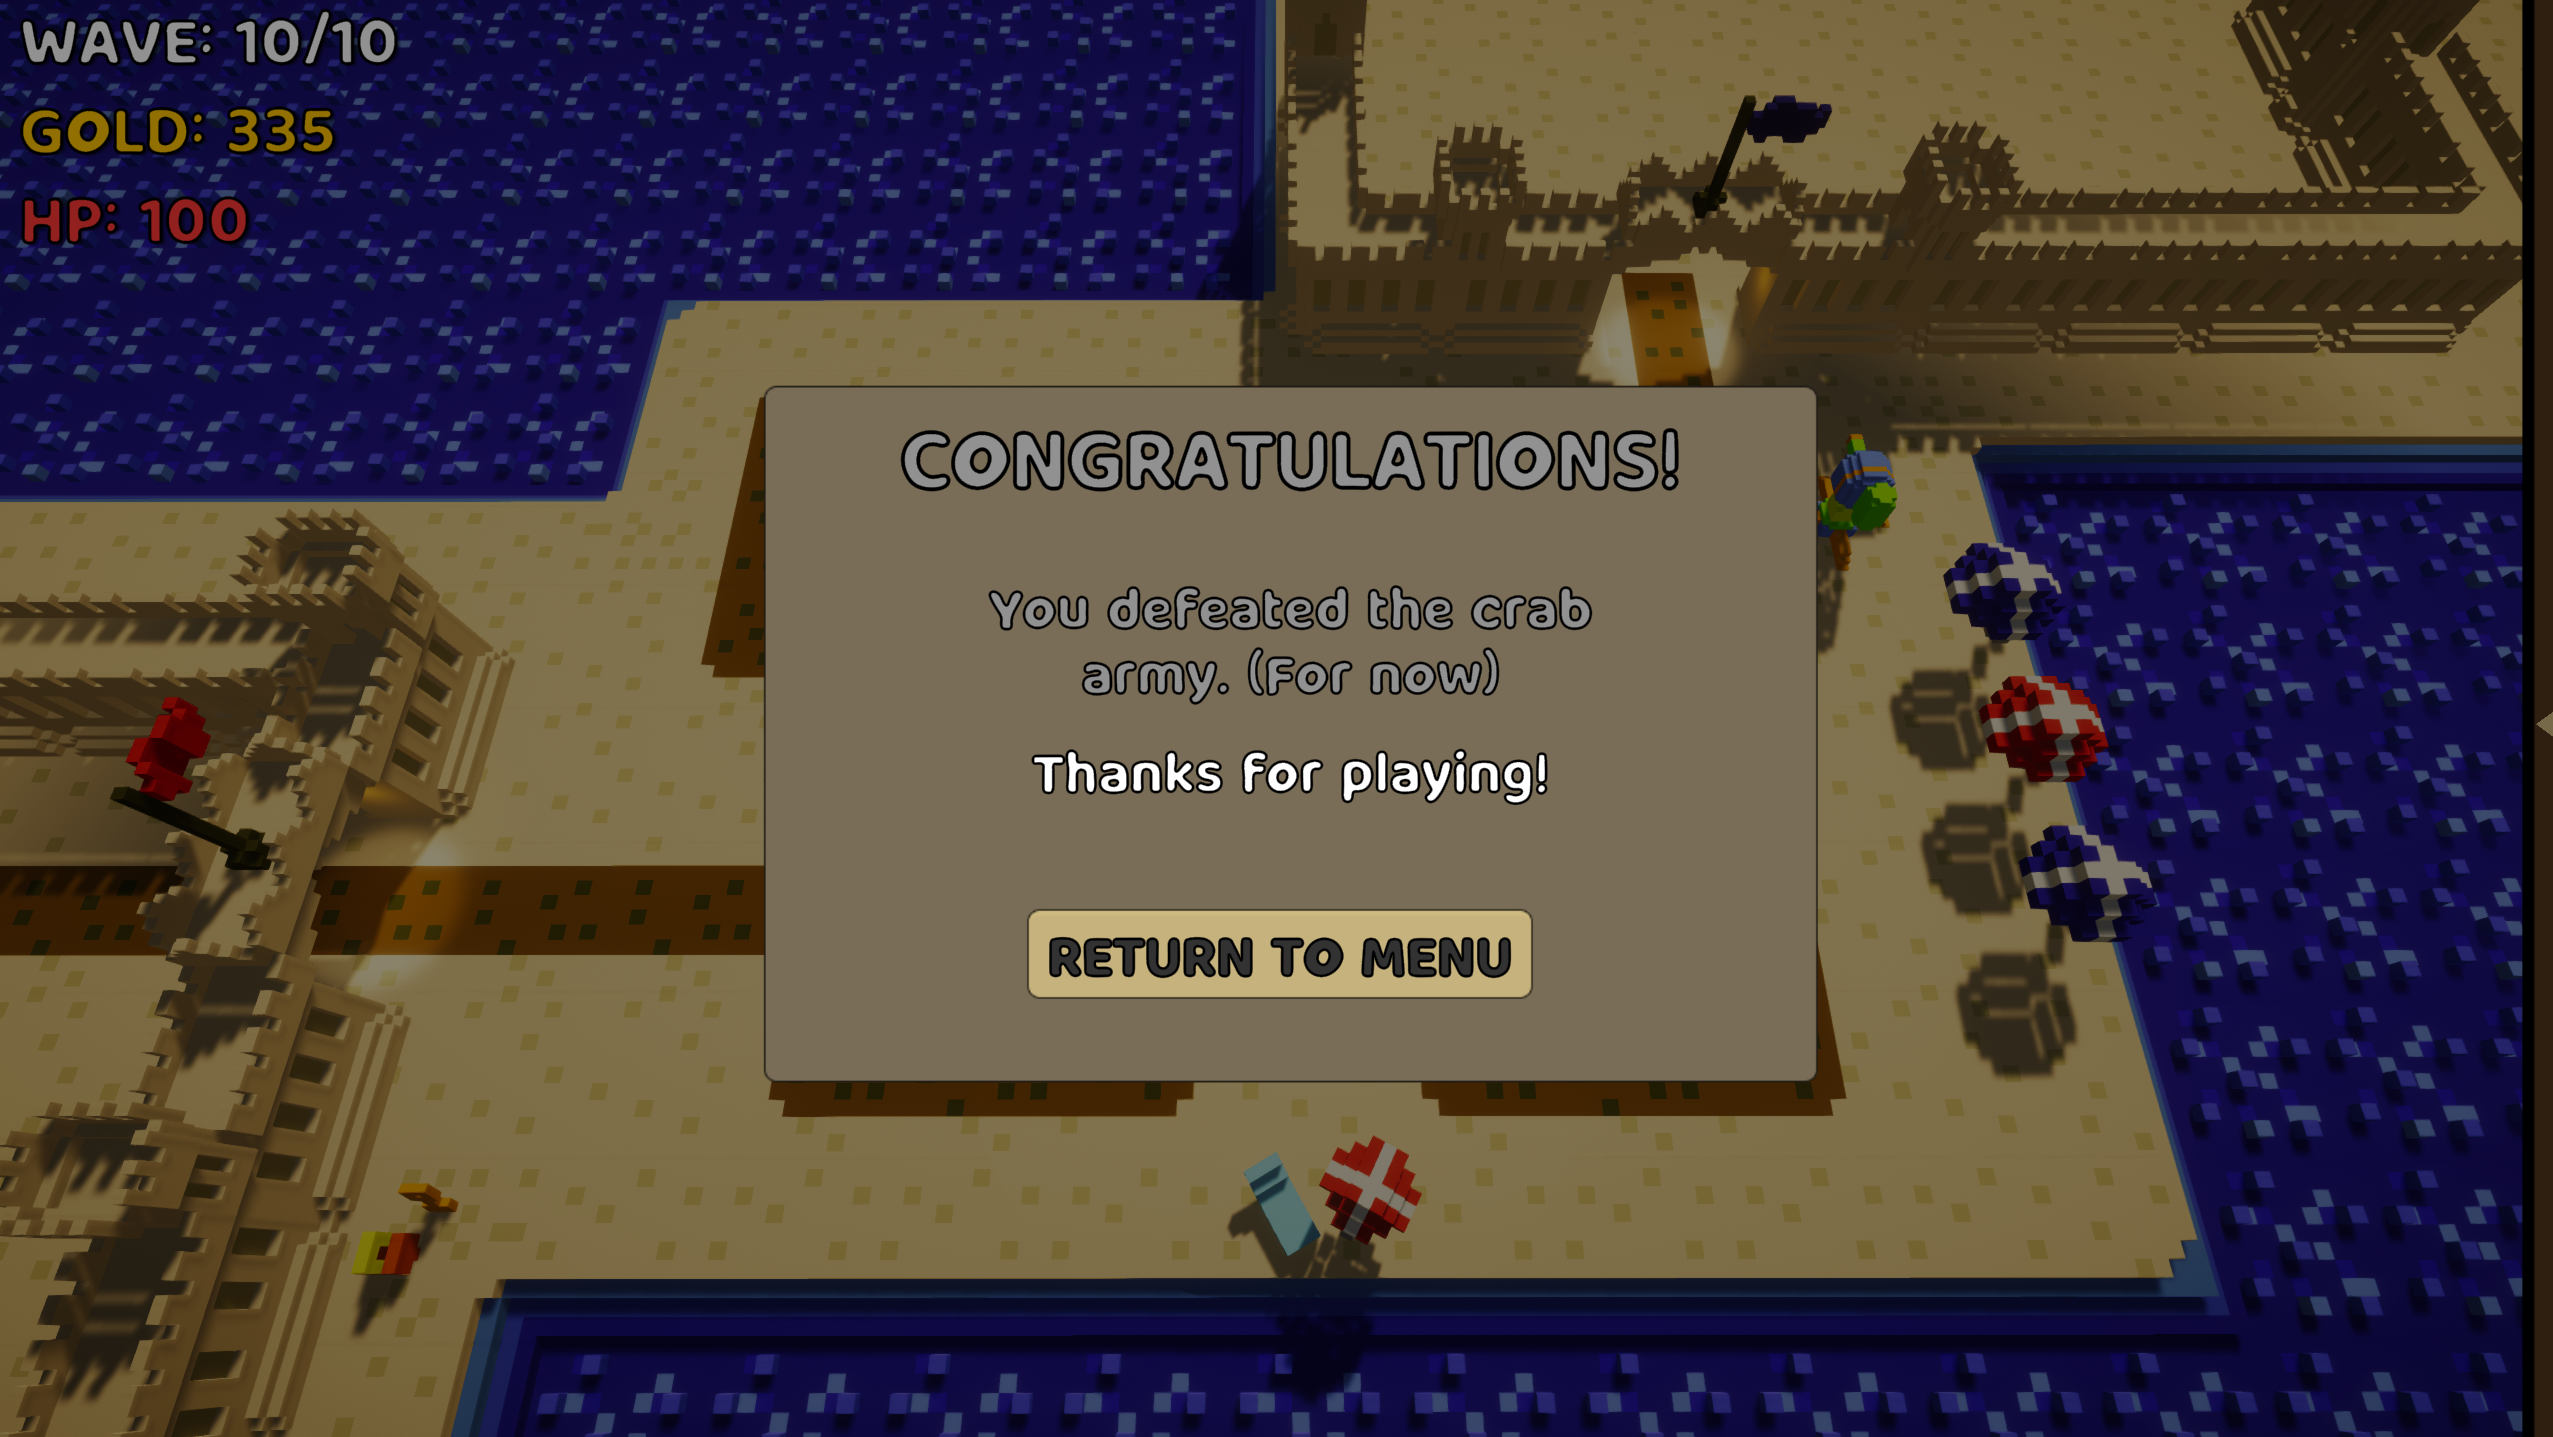 WAVE: 10/10
GOLD: 335
HP: 100
CONGRATULATIONS!
You defeated the crab
army. (For now)
Thanks for playing!
RETURN TO MENU